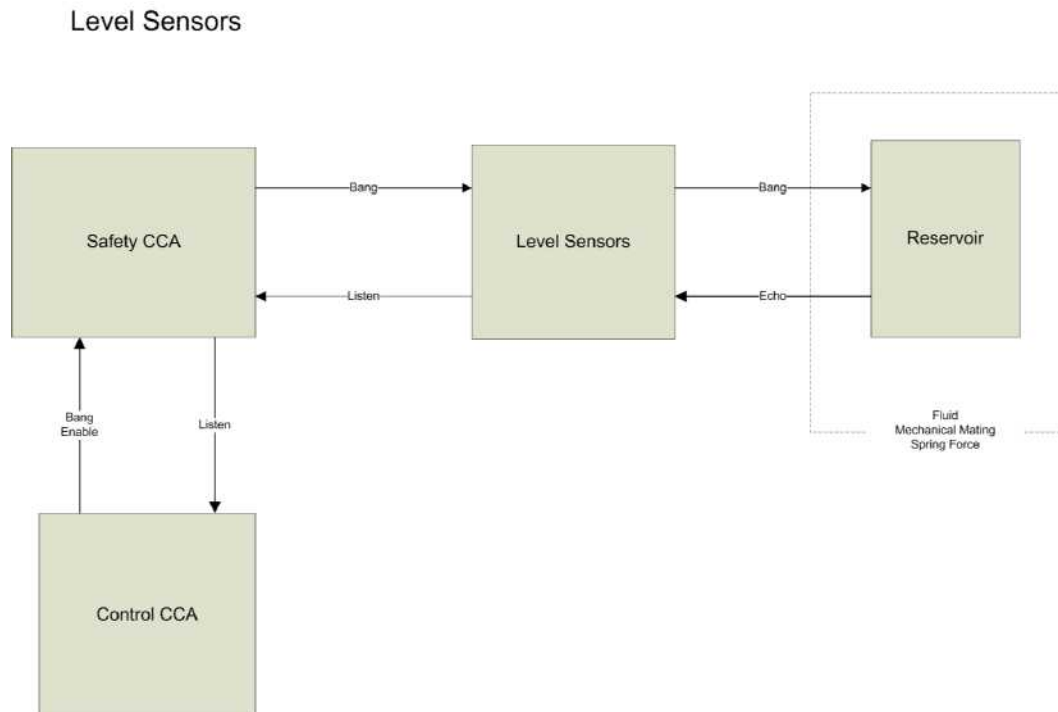 Level Sensors
Safety CCA
Bang
Level Sensors
Bang
Reservoir
Listen
Echo
Bang
Enable
Listen
Fluid
Mechanical Mating
Spring Force
Control CCA